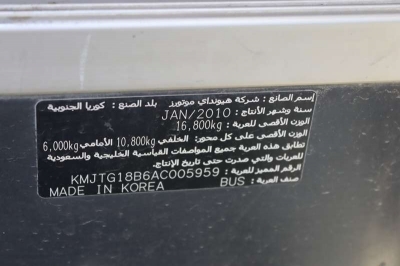 إسم الصانع : شركة هيونداي موتورز بلد الصنع : كوريا الجنوبية
سنة وشهر الأنتاج : JAN/2010
الوزن الأقصى للعربة : 16,800kg
الوزن الأقصى على كل محور: الخلفي 10,800kg الأمامي 6,000kg
تطابق هذه العربة جميع المواصفات القياسية الخليجية والسعودية
للعربات والتي صدرت حتى تاريخ الإنتاج.
الرقم المميز للعربة : KMJTG18B6AC005959
صنف العربة : BUS MADE IN KOREA